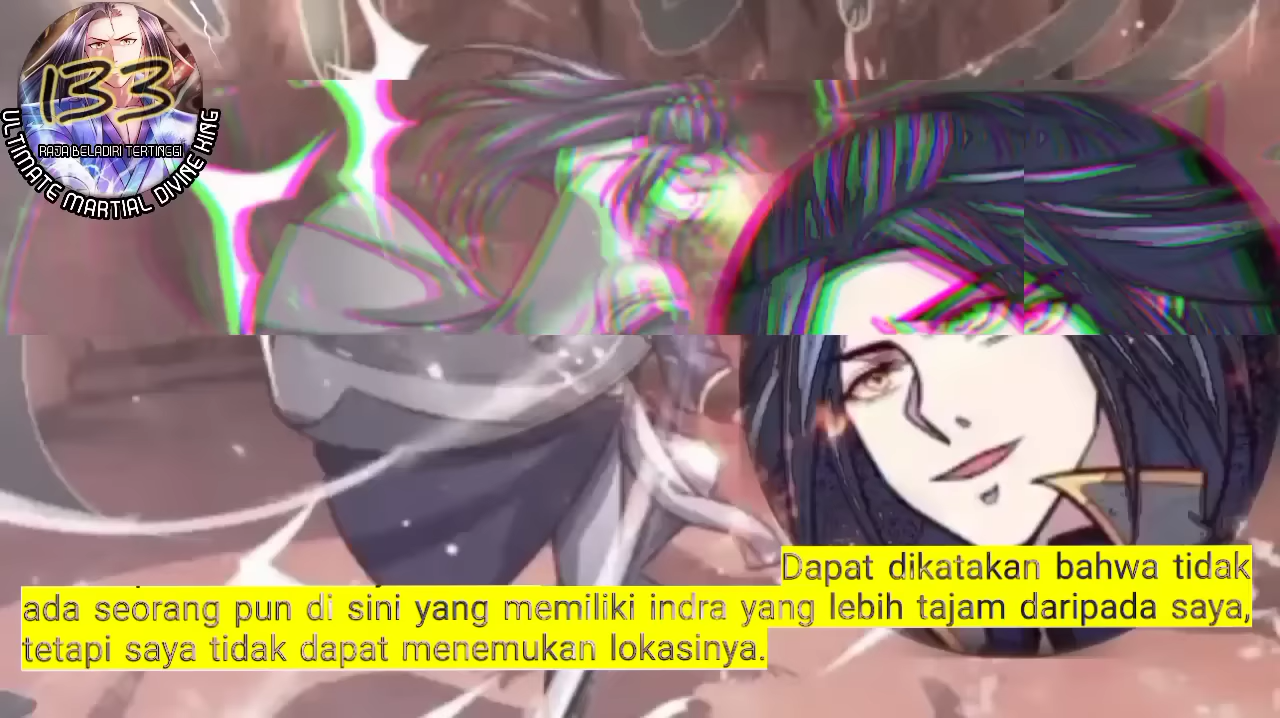 133
RAJA BELADIRI TERTINGGI
ULTIMATE MARTIAL DIVINE KING
Dapat dikatakan bahwa tidak
ada seorang pun di sini yang memiliki indra yang lebih tajam daripada saya,
tetapi saya tidak dapat menemukan lokasinya.